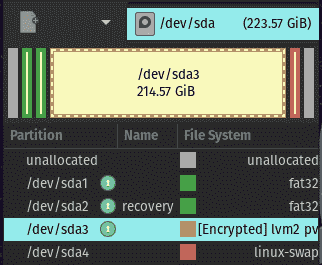 /dev/sda (223.57 GiB)
/dev/sda3
214.57 GiB
Partition Name File System
unallocated unallocated
/dev/sda1 fat32
/dev/sda2 recovery fat32
/dev/sda3 [Encrypted] lvm2 pv
/dev/sda4 linux-swap